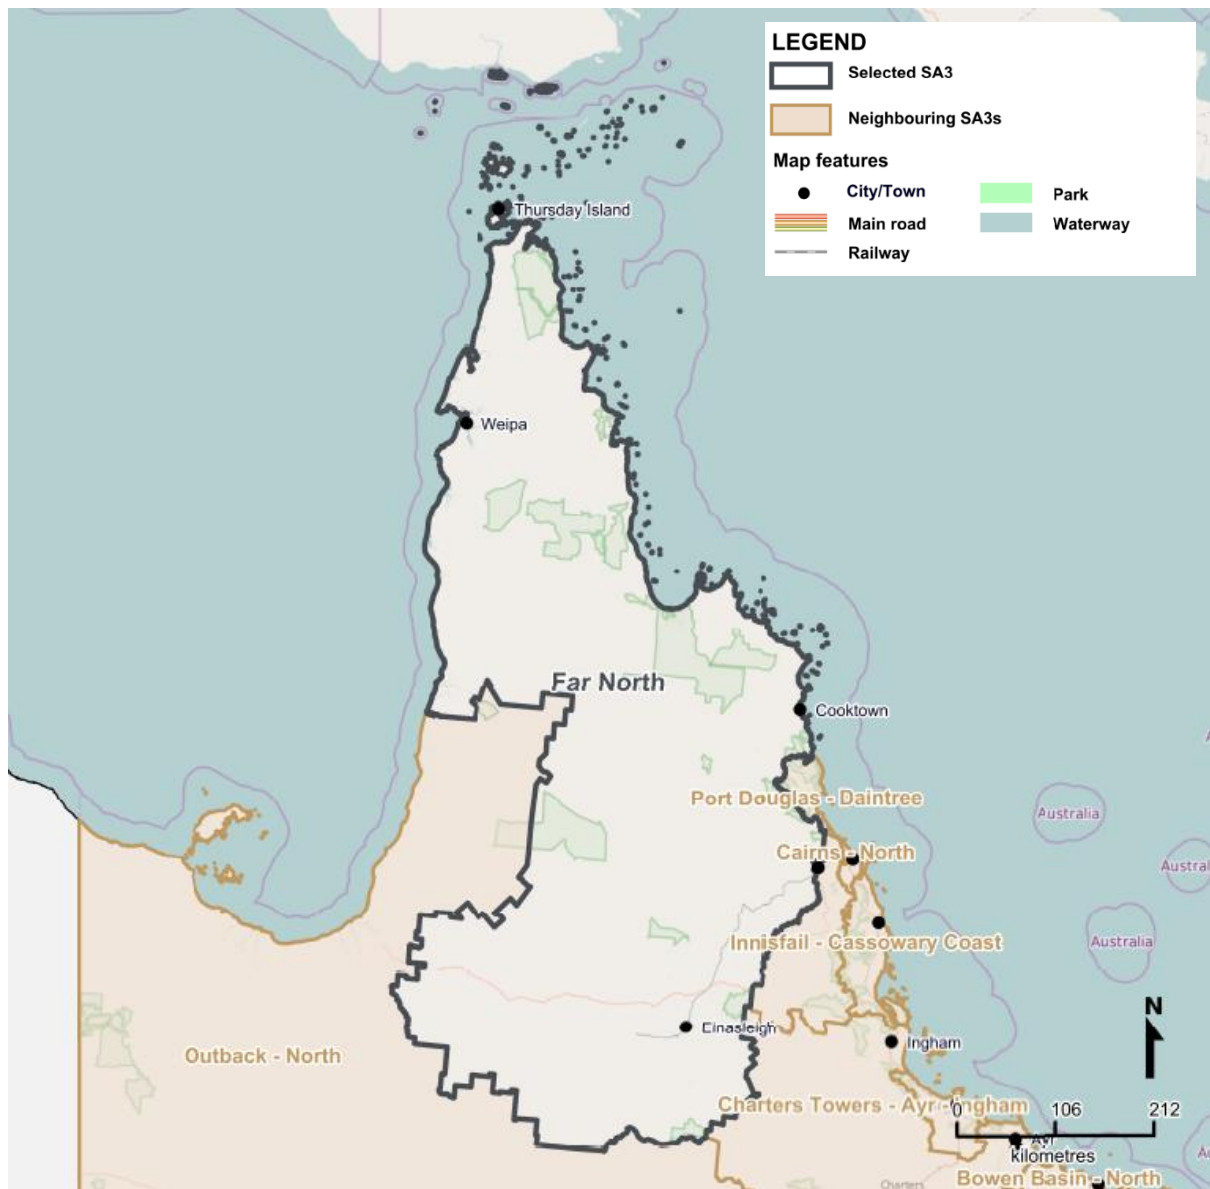 LEGEND
Selected SA3
Neighbouring SA3s
Map features
City/Town
Park
Main road
Waterway
Railway
Thursday Island
Weipa
Far North
Cooktown
Port Douglas - Daintree
Australia
Cairns - North
Innisfail - Cassowary Coast
Australia
N
Einasleigh
Ingham
Outback - North
Charters Towers - Ayr - Ingham
0 106 212
Ayr
kilometres
Bowen Basin - North
Charters